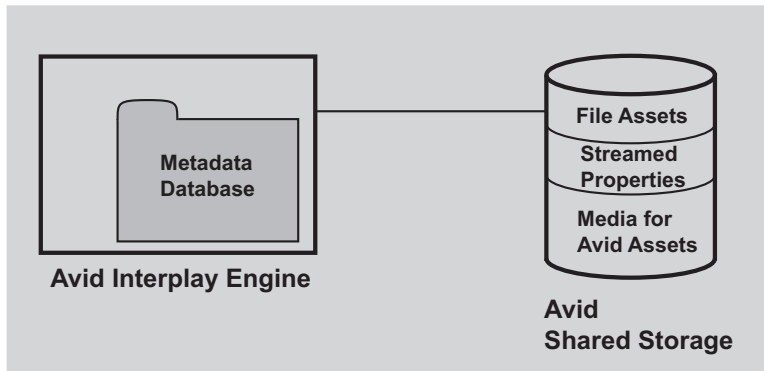 File Assets
Streamed
Properties
Metadata
Database
Media for
Avid Assets
Avid Interplay Engine
Avid
Shared Storage